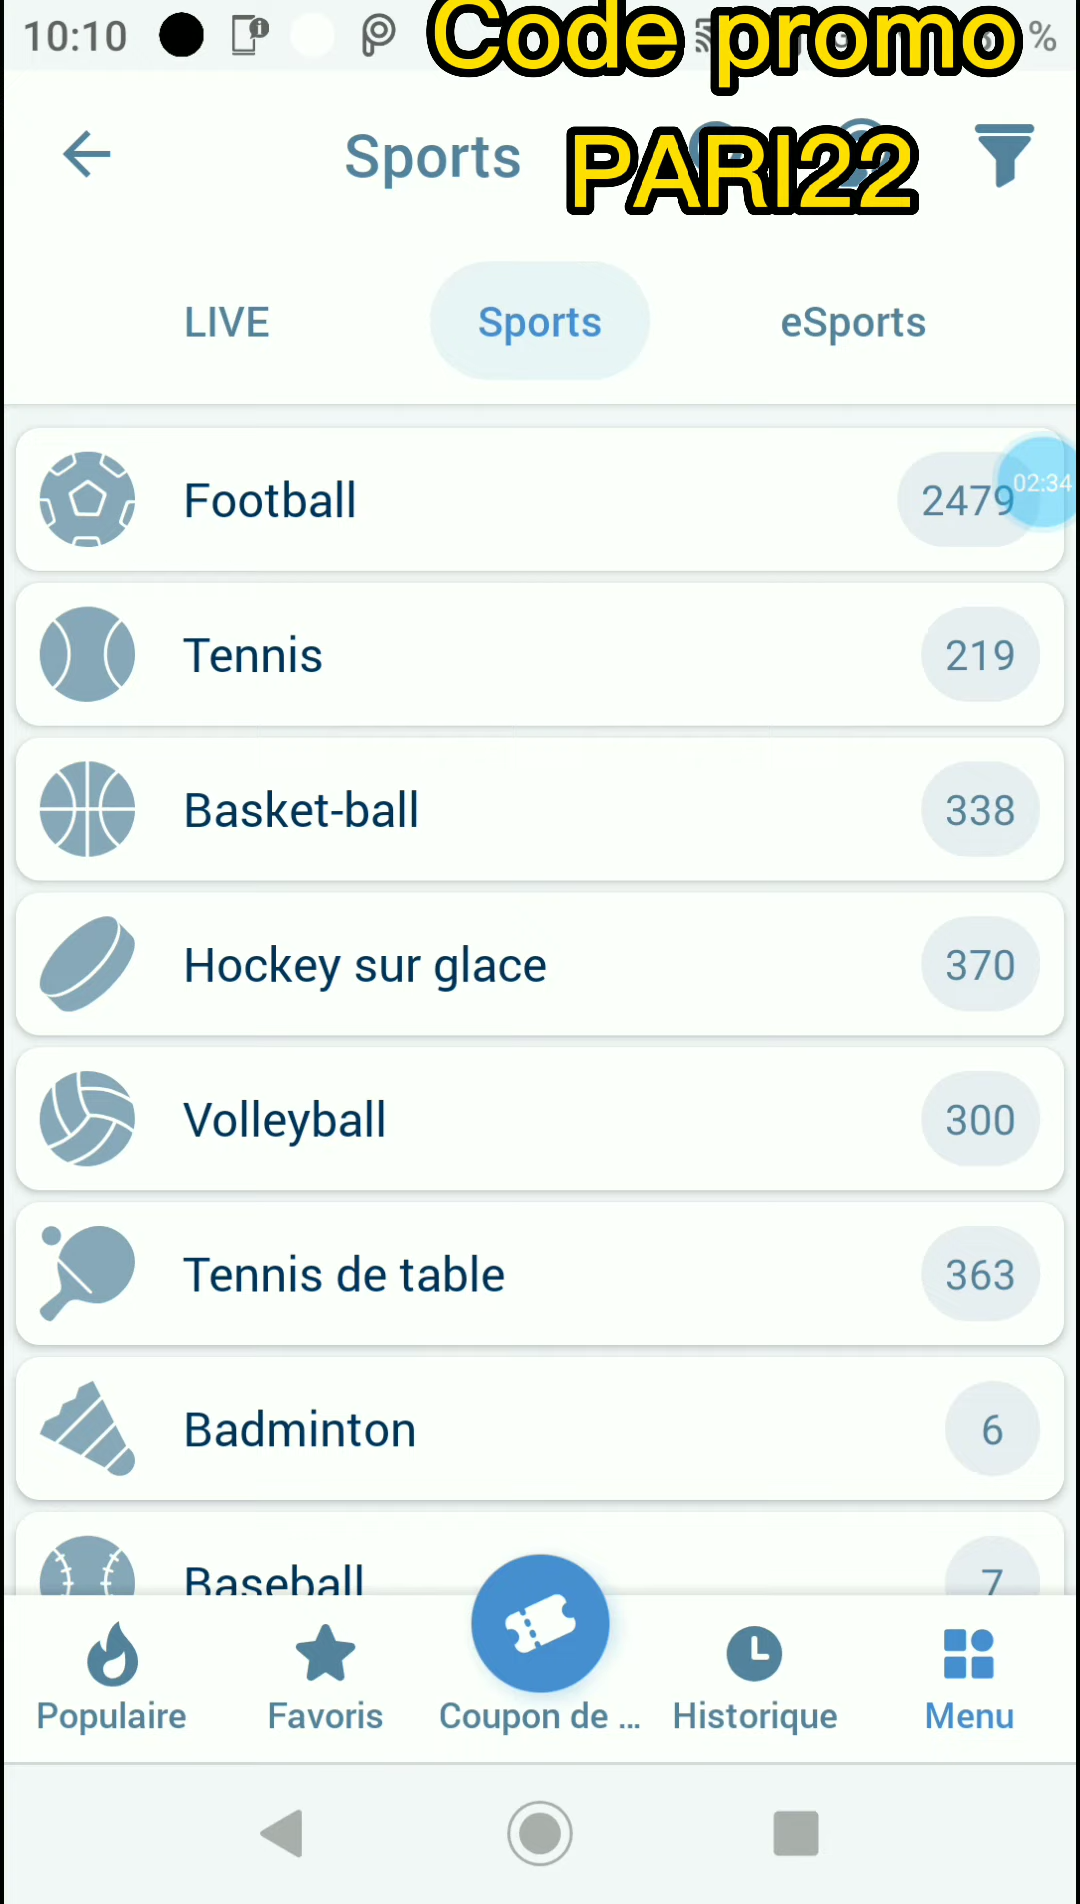 10:10
Code promo
%
Sports
PARI22
LIVE
Sports
eSports
Football
2479
02:34
Tennis
219
Basket-ball
338
Hockey sur glace
370
Volleyball
300
Tennis de table
363
Badminton
6
Baseball
7
Populaire
Favoris
Coupon de ...
Historique
Menu